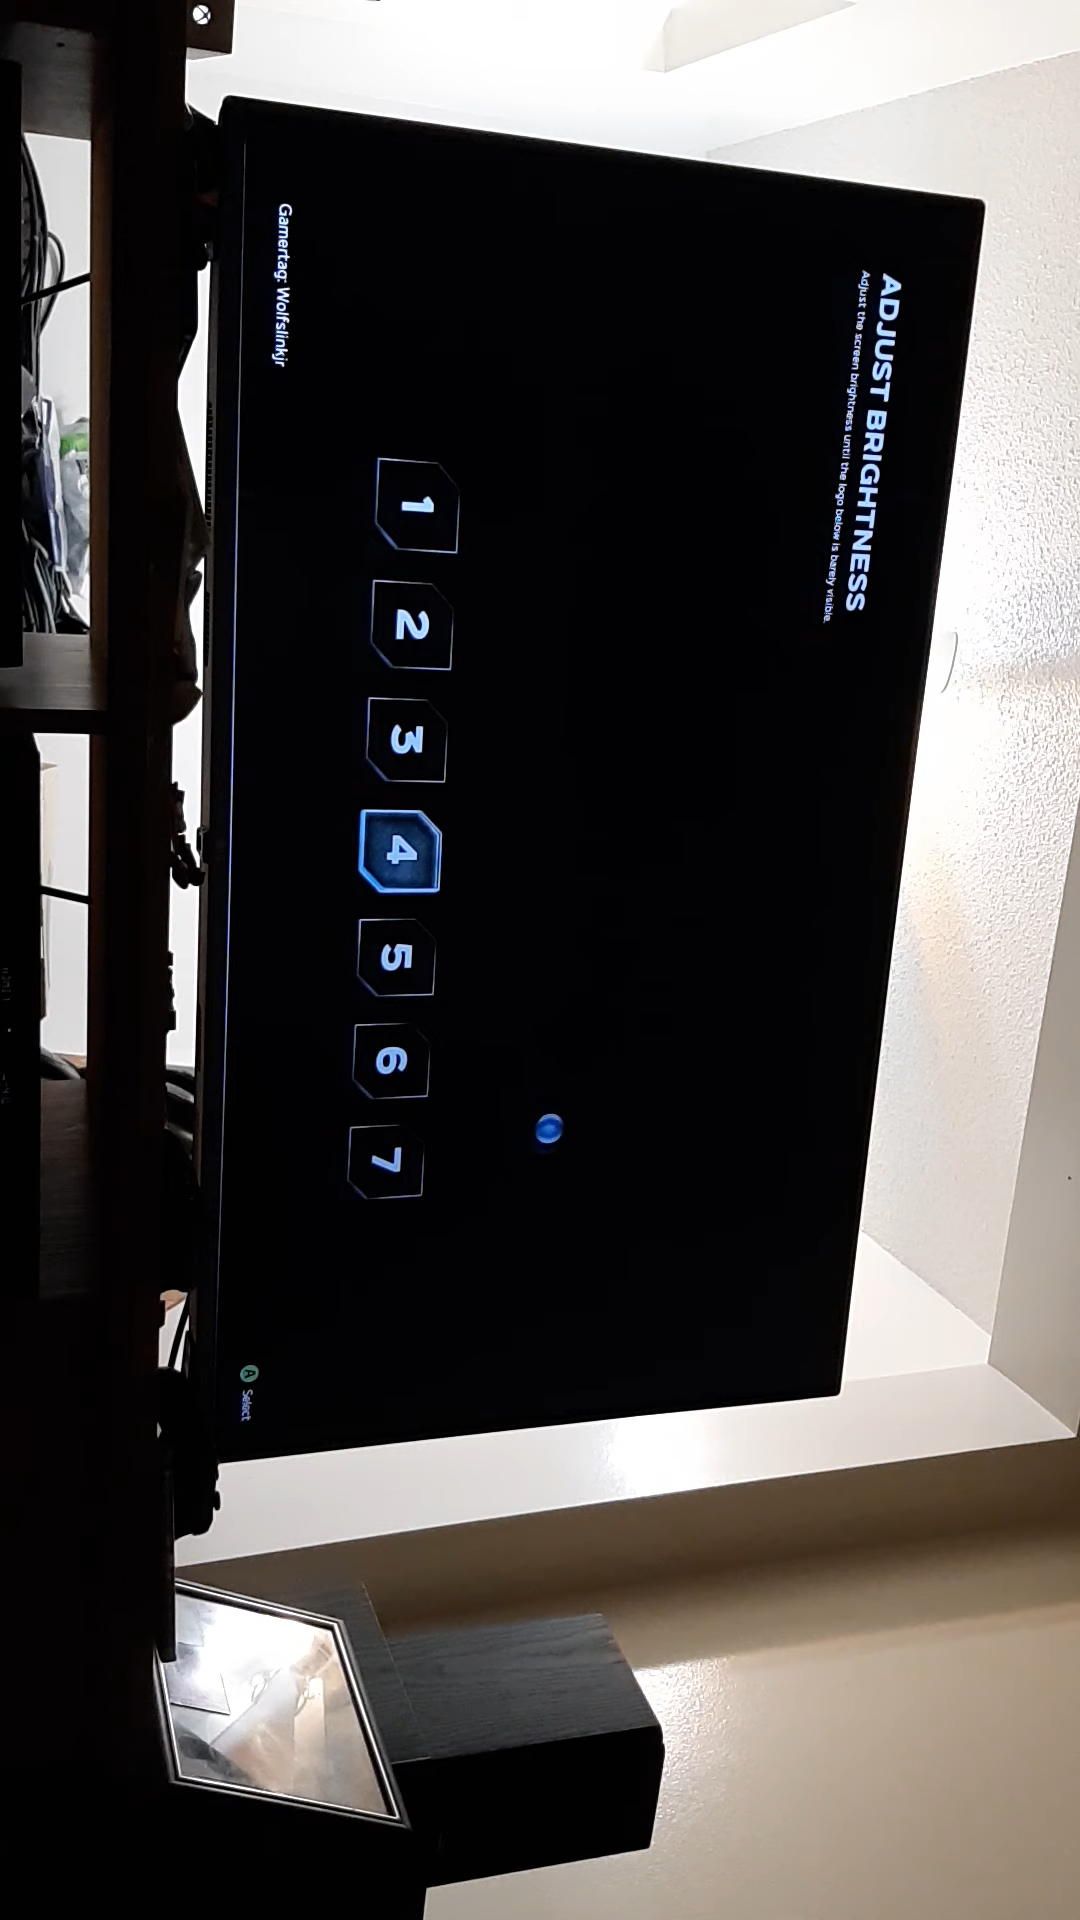 ADJUST BRIGHTNESS
Adjust the screen brightness until the logo below is barely visible.
1 2 3 4 5 6 7
Gamertag: Wolfslinkjr
A Select